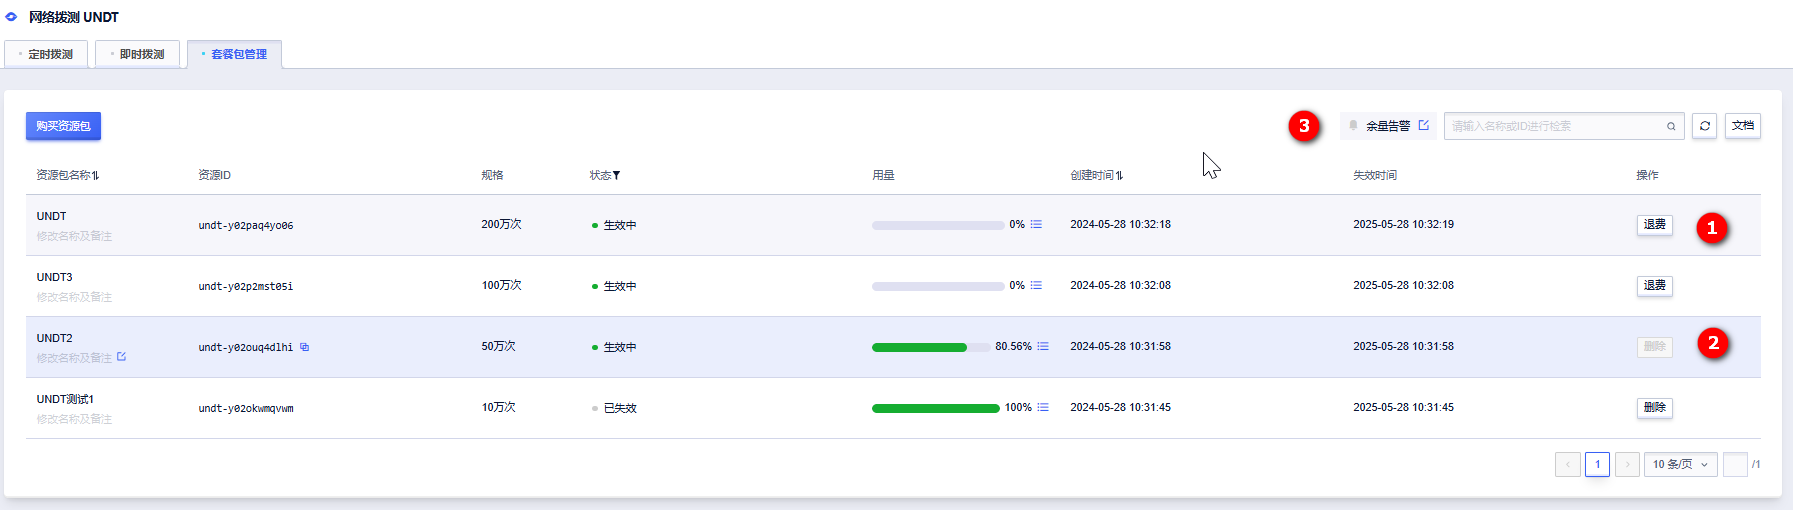 网络拨测 UNDT
定时拨测 即时拨测 套餐包管理
购买资源包 3 余量告警 请输入名称或ID进行检索 文档
资源包名称 资源ID 规格 状态 用量 创建时间 失效时间 操作
UNDT
修改名称及备注
undt-y02paq4yo06 200万次 生效中 0% 2024-05-28 10:32:18 2025-05-28 10:32:19 退费 1
UNDT3
修改名称及备注
undt-y02p2mst05i 100万次 生效中 0% 2024-05-28 10:32:08 2025-05-28 10:32:08 退费
UNDT2
修改名称及备注
undt-y02ouq4dlhi 50万次 生效中 80.56% 2024-05-28 10:31:58 2025-05-28 10:31:58 删除 2
UNDT测试1
修改名称及备注
undt-y02okwmqvwm 10万次 已失效 100% 2024-05-28 10:31:45 2025-05-28 10:31:45 删除
1 10 条/页 /1